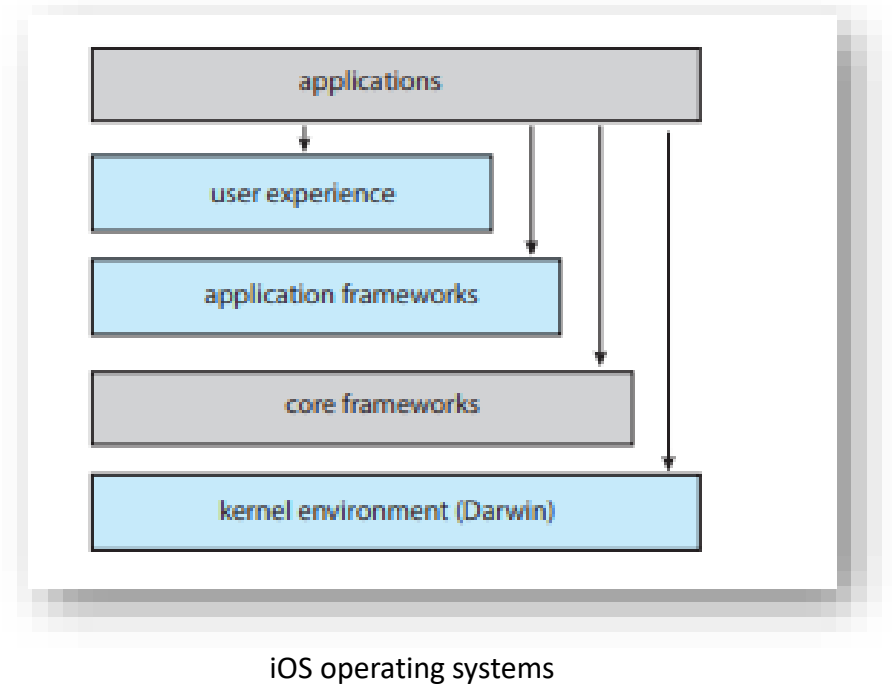 applications
user experience
application frameworks
core frameworks
kernel environment (Darwin)
iOS operating systems